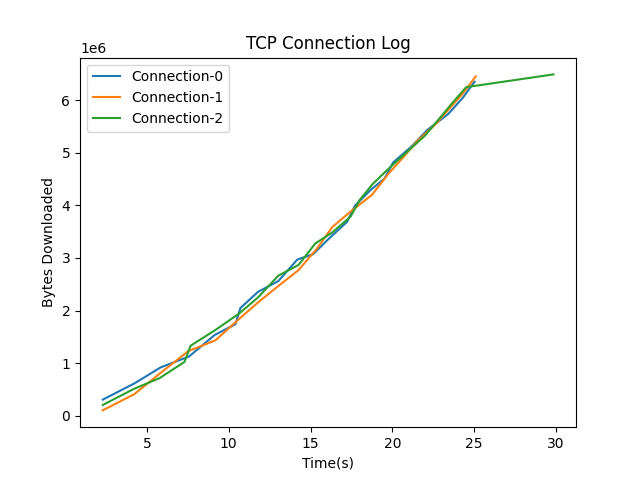 TCP Connection Log
1e6
Connection-0
Connection-1
Connection-2
6
5
4
3
2
1
0
Bytes Downloaded
5 10 15 20 25 30
Time(s)